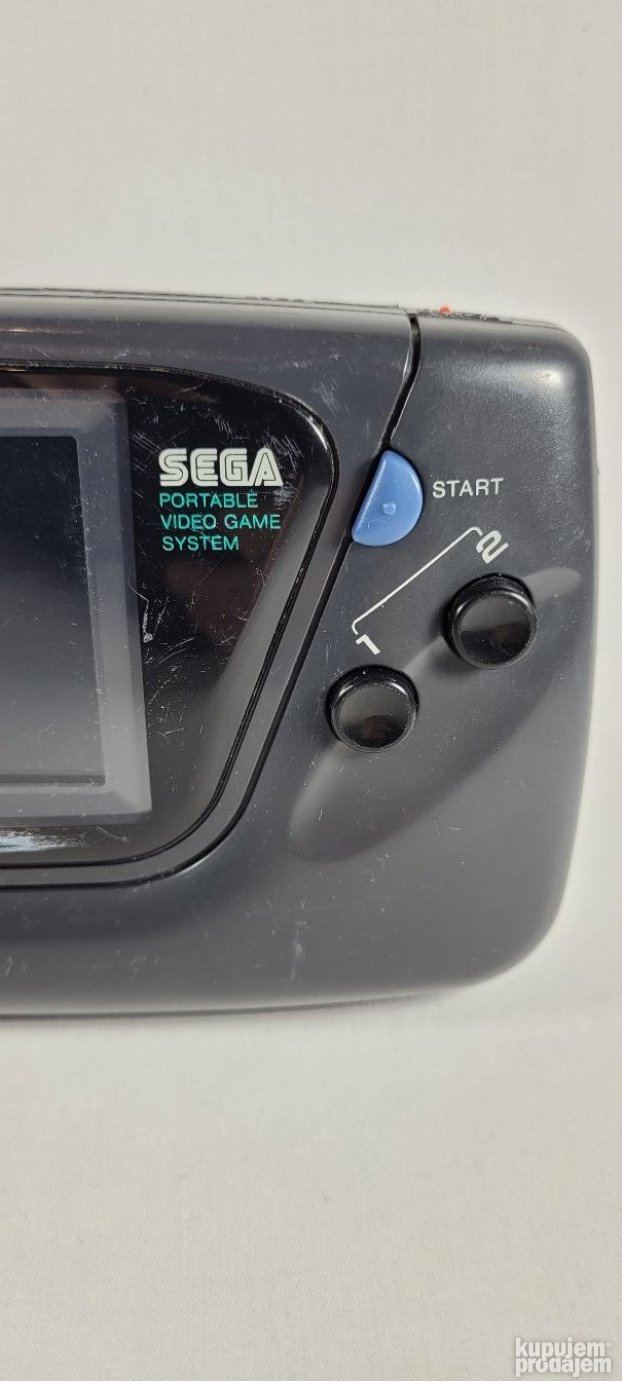 SEGA
PORTABLE
VIDEO GAME
SYSTEM
START
2
1
kupujem
prodajem